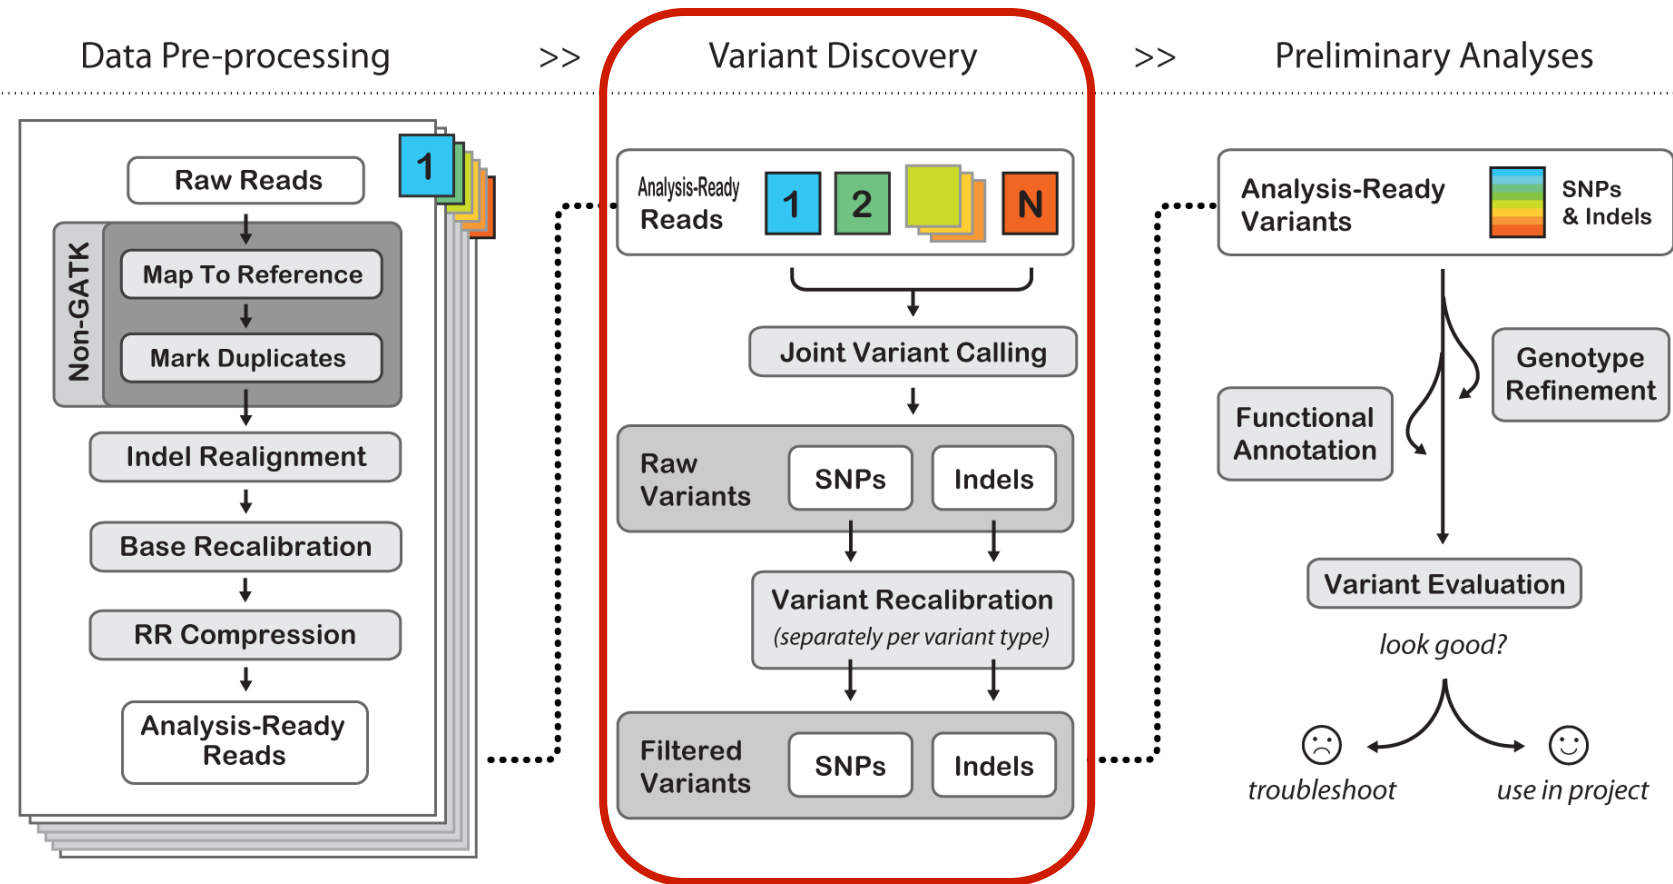 Data Pre-processing
>>
Variant Discovery
>>
Preliminary Analyses
1
Raw Reads
Non-GATK
Map To Reference
Mark Duplicates
Indel Realignment
Base Recalibration
RR Compression
Analysis-Ready
Reads
Analysis-Ready
Reads
1
2
N
Joint Variant Calling
Raw
Variants
SNPs
Indels
Variant Recalibration
(separately per variant type)
Filtered
Variants
SNPs
Indels
Analysis-Ready
Variants
SNPs
& Indels
Genotype
Refinement
Functional
Annotation
Variant Evaluation
look good?
troubleshoot
use in project